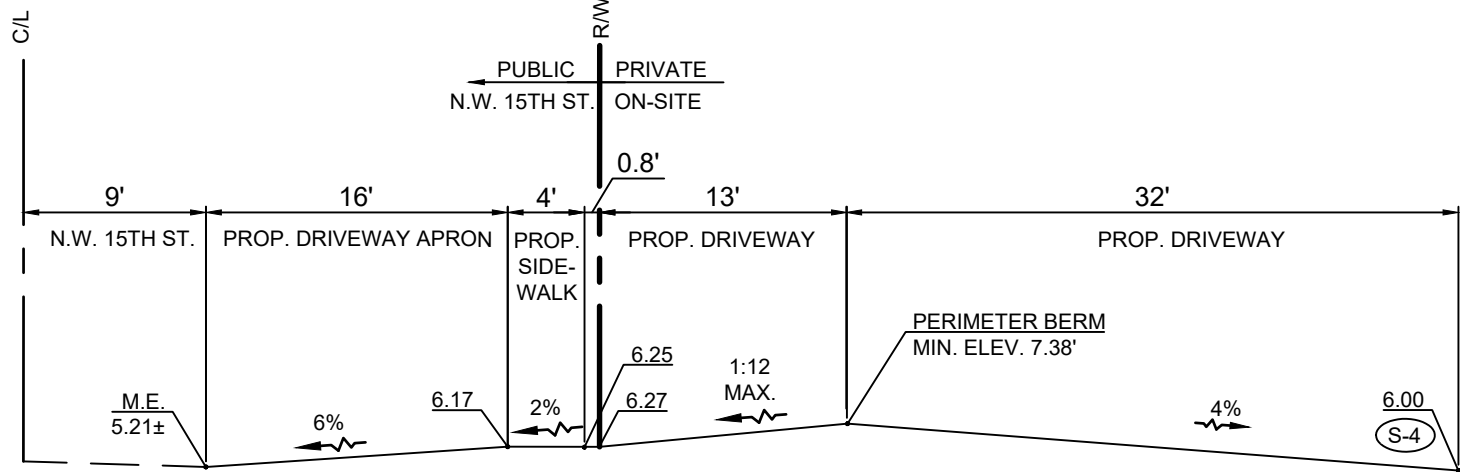 C/L
R/W
PUBLIC
PRIVATE
N.W. 15TH ST.
ON-SITE
0.8'
9'
16'
4'
13'
32'
N.W. 15TH ST.
PROP. DRIVEWAY APRON
PROP.
SIDE-
WALK
PROP. DRIVEWAY
PROP. DRIVEWAY
PERIMETER BERM
MIN. ELEV. 7.38'
M.E.
5.21±
6%
6.17
2%
6.25
6.27
1:12
MAX.
4%
6.00
S-4